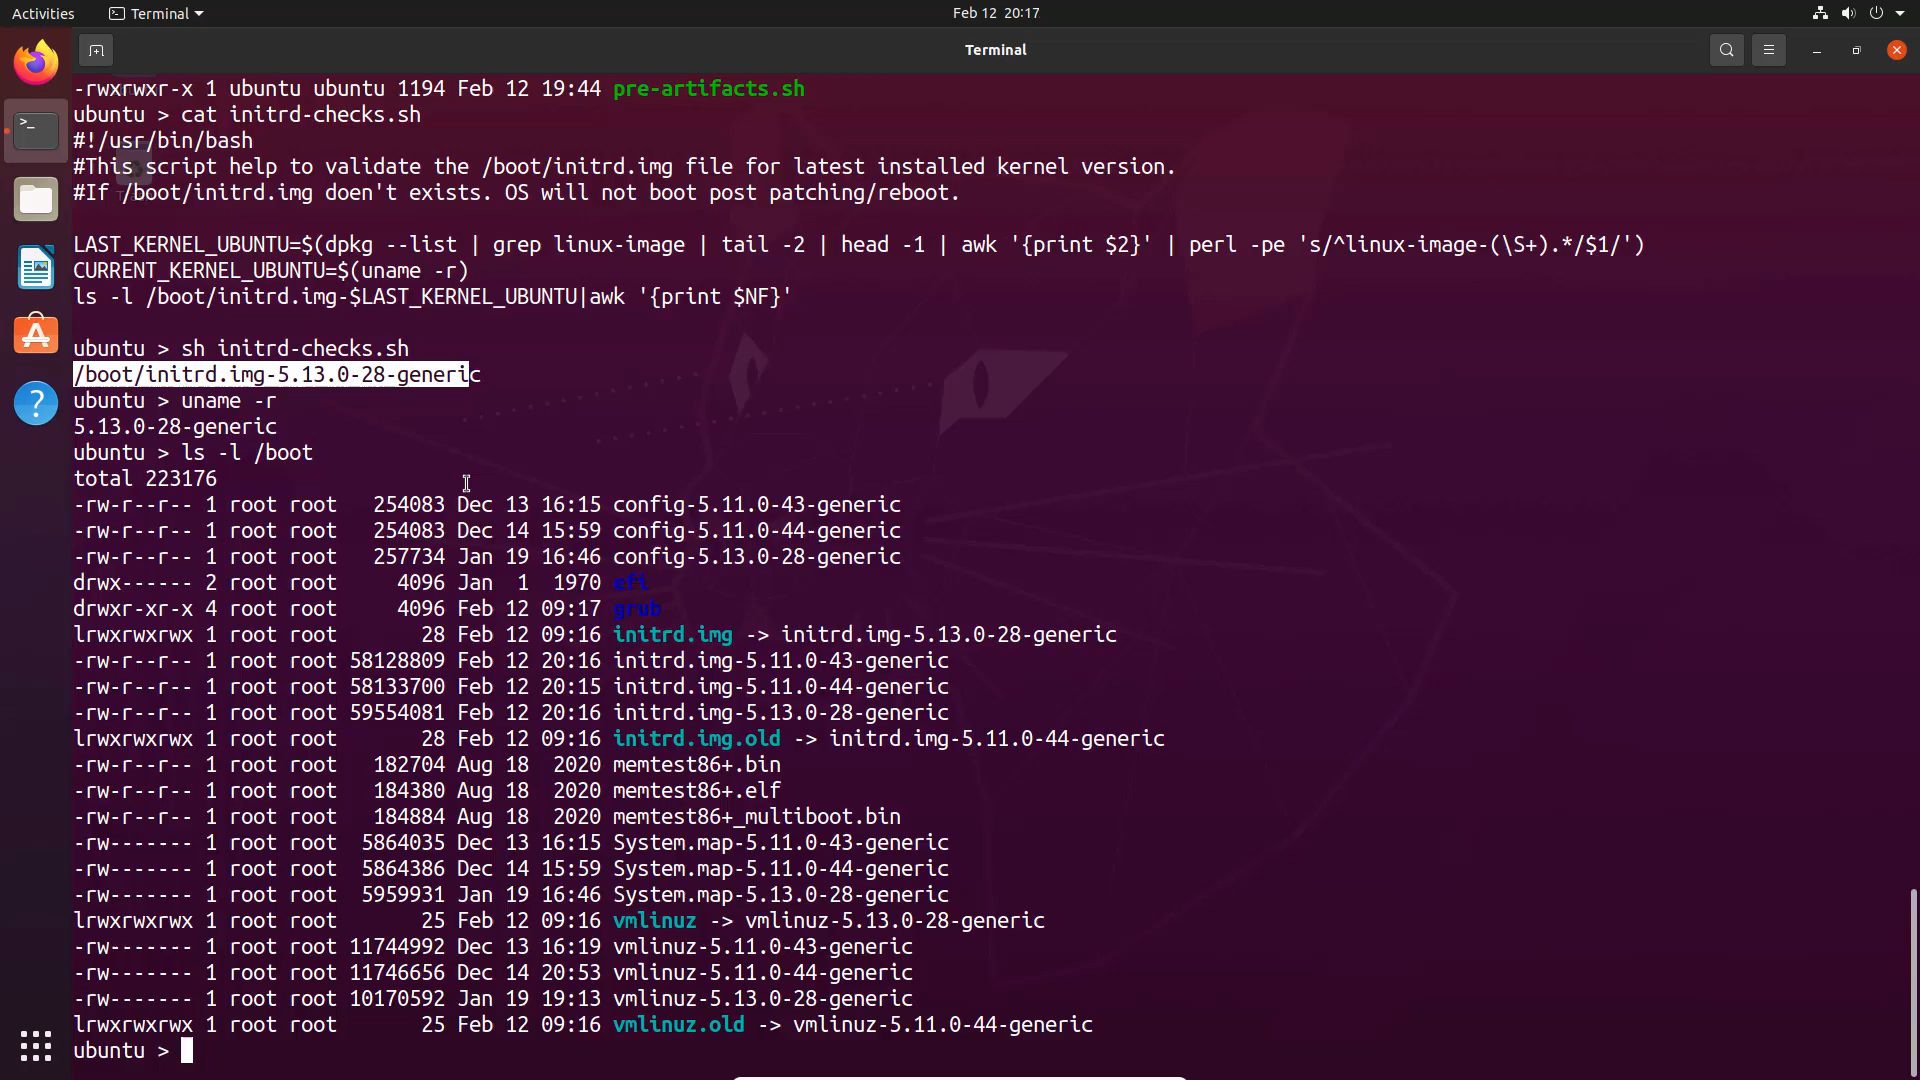 Activities
Terminal
Feb 12 20:17
Terminal
-rwxrwxr-x 1 ubuntu ubuntu 1194 Feb 12 19:44 pre-artifacts.sh
ubuntu > cat initrd-checks.sh
#!/usr/bin/bash
#This script help to validate the /boot/initrd.img file for latest installed kernel version.
#If /boot/initrd.img doen't exists. OS will not boot post patching/reboot.
LAST_KERNEL_UBUNTU=$(dpkg --list | grep linux-image | tail -2 | head -1 | awk '{print $2}' | perl -pe 's/^linux-image-(\S+).*/$1/')
CURRENT_KERNEL_UBUNTU=$(uname -r)
ls -l /boot/initrd.img-$LAST_KERNEL_UBUNTU|awk '{print $NF}'
ubuntu > sh initrd-checks.sh
/boot/initrd.img-5.13.0-28-generic
ubuntu > uname -r
5.13.0-28-generic
ubuntu > ls -l /boot
total 223176
-rw-r--r-- 1 root root   254083 Dec 13 16:15 config-5.11.0-43-generic
-rw-r--r-- 1 root root   254083 Dec 14 15:59 config-5.11.0-44-generic
-rw-r--r-- 1 root root   257734 Jan 19 16:46 config-5.13.0-28-generic
drwx------ 2 root root     4096 Jan  1  1970 efi
drwxr-xr-x 4 root root     4096 Feb 12 09:17 grub
lrwxrwxrwx 1 root root       28 Feb 12 09:16 initrd.img -> initrd.img-5.13.0-28-generic
-rw-r--r-- 1 root root 58128809 Feb 12 20:16 initrd.img-5.11.0-43-generic
-rw-r--r-- 1 root root 58133700 Feb 12 20:15 initrd.img-5.11.0-44-generic
-rw-r--r-- 1 root root 59554081 Feb 12 20:16 initrd.img-5.13.0-28-generic
lrwxrwxrwx 1 root root       28 Feb 12 09:16 initrd.img.old -> initrd.img-5.11.0-44-generic
-rw-r--r-- 1 root root   182704 Aug 18  2020 memtest86+.bin
-rw-r--r-- 1 root root   184380 Aug 18  2020 memtest86+.elf
-rw-r--r-- 1 root root   184884 Aug 18  2020 memtest86+_multiboot.bin
-rw------- 1 root root  5864035 Dec 13 16:15 System.map-5.11.0-43-generic
-rw------- 1 root root  5864386 Dec 14 15:59 System.map-5.11.0-44-generic
-rw------- 1 root root  5959931 Jan 19 16:46 System.map-5.13.0-28-generic
lrwxrwxrwx 1 root root       25 Feb 12 09:16 vmlinuz -> vmlinuz-5.13.0-28-generic
-rw------- 1 root root 11744992 Dec 13 16:19 vmlinuz-5.11.0-43-generic
-rw------- 1 root root 11746656 Dec 14 20:53 vmlinuz-5.11.0-44-generic
-rw------- 1 root root 10170592 Jan 19 19:13 vmlinuz-5.13.0-28-generic
lrwxrwxrwx 1 root root       25 Feb 12 09:16 vmlinuz.old -> vmlinuz-5.11.0-44-generic
ubuntu >